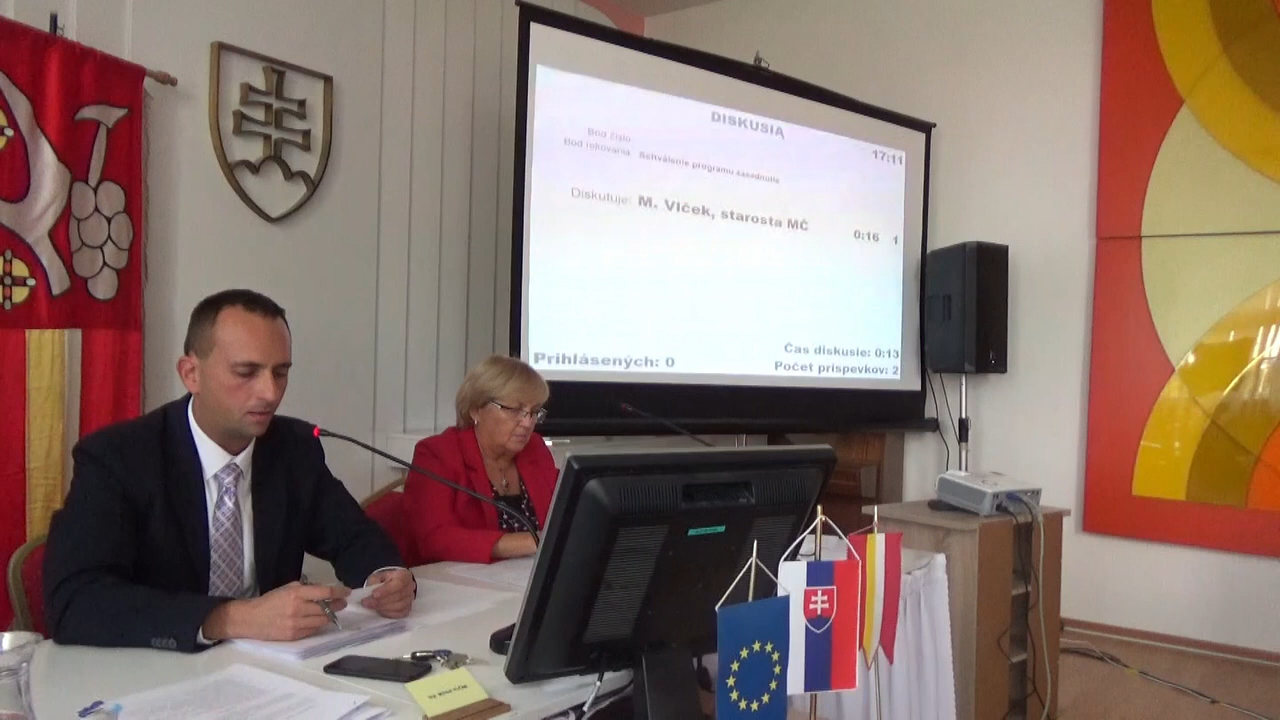 DISKUSIA
17:11
Bod číslo
Bod rokovania Schválenie programu zasadnutia
Diskutuje: M. Vlček, starosta MČ
0:16 1
Čas diskusie: 0:13
Prihlásených: 0
Počet príspevkov: 2